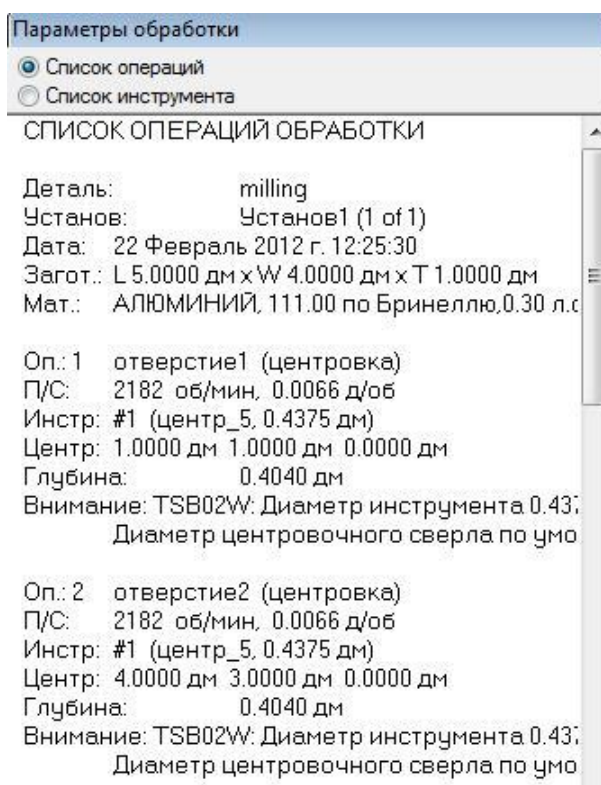 Параметры обработки
Список операций
Список инструмента
СПИСОК ОПЕРАЦИЙ ОБРАБОТКИ
Деталь: milling
Установ: Установ1 (1 of 1)
Дата: 22 Февраль 2012 г. 12:25:30
Загот.: L 5.0000 дм x W 4.0000 дм x T 1.0000 дм
Мат.: АЛЮМИНИЙ, 111.00 по Бринеллю,0.30 л.с
Оп.: 1 отверстие1 (центровка)
П/С: 2182 об/мин, 0.0066 д/об
Инстр: #1 (центр_5, 0.4375 дм)
Центр: 1.0000 дм 1.0000 дм 0.0000 дм
Глубина: 0.4040 дм
Внимание: TSB02W: Диаметр инструмента 0.437
Диаметр центровочного сверла по умо
Оп.: 2 отверстие2 (центровка)
П/С: 2182 об/мин, 0.0066 д/об
Инстр: #1 (центр_5, 0.4375 дм)
Центр: 4.0000 дм 3.0000 дм 0.0000 дм
Глубина: 0.4040 дм
Внимание: TSB02W: Диаметр инструмента 0.437
Диаметр центровочного сверла по умо